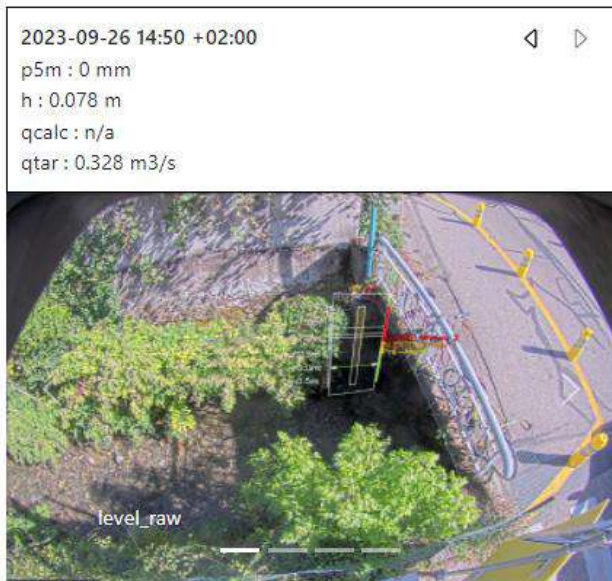 2023-09-26 14:50 +02:00
p5m : 0 mm
h : 0.078 m
qcalc : n/a
qtar : 0.328 m3/s
level_raw